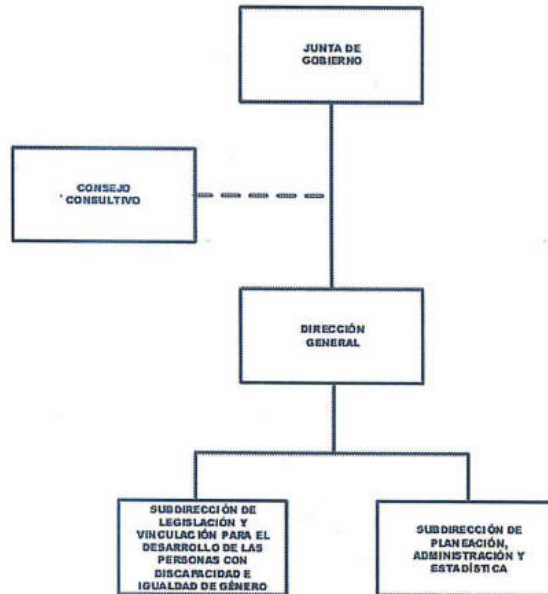 JUNTA DE
GOBIERNO
CONSEJO
CONSULTIVO
DIRECCIÓN
GENERAL
SUBDIRECCIÓN DE
LEGISLACIÓN Y
VINCULACIÓN PARA EL
DESARROLLO DE LAS
PERSONAS CON
DISCAPACIDAD E
IGUALDAD DE GÉNERO
SUBDIRECCIÓN DE
PLANEACIÓN,
ADMINISTRACIÓN Y
ESTADÍSTICA